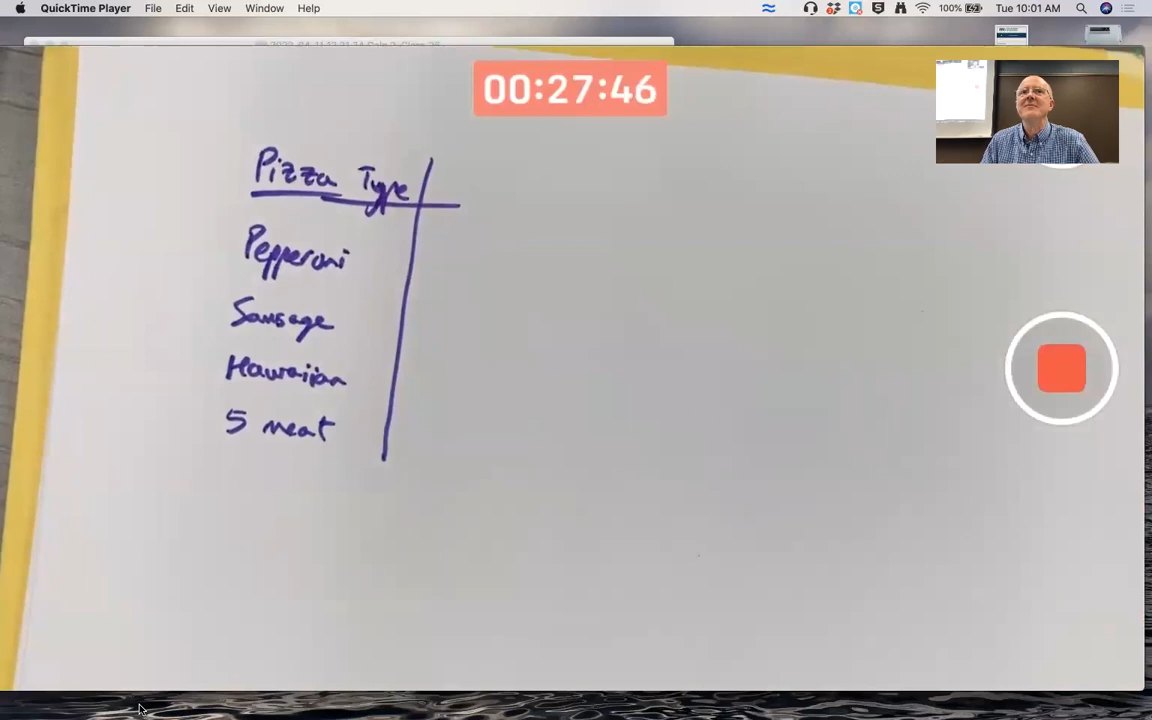 QuickTime Player File Edit View Window Help 100% Tue 10:01 AM
00:27:46
Pizza Type
Pepperoni
Sausage
Hawaiian
5 meat